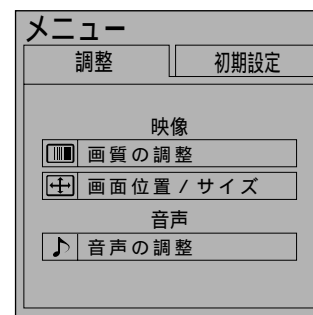 メニュー
調整 初期設定
映像
画質の調整
画面位置 / サイズ
音声
音声の調整